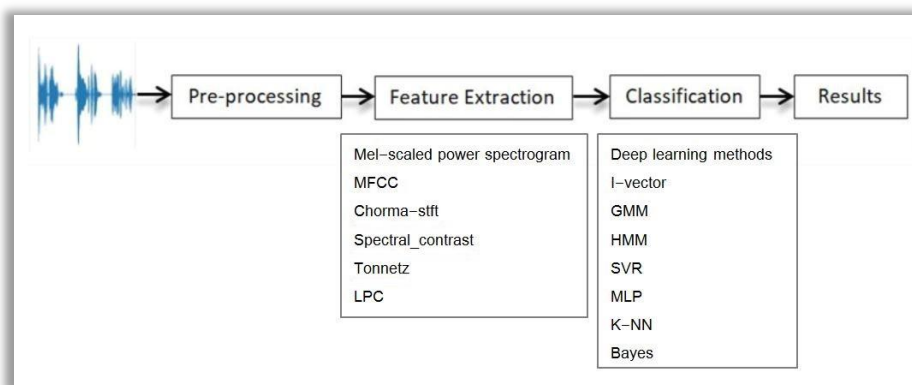 Pre-processing
Feature Extraction
Classification
Results
Mel-scaled power spectrogram
MFCC
Chorma-stft
Spectral_contrast
Tonnetz
LPC
Deep learning methods
I-vector
GMM
HMM
SVR
MLP
K-NN
Bayes